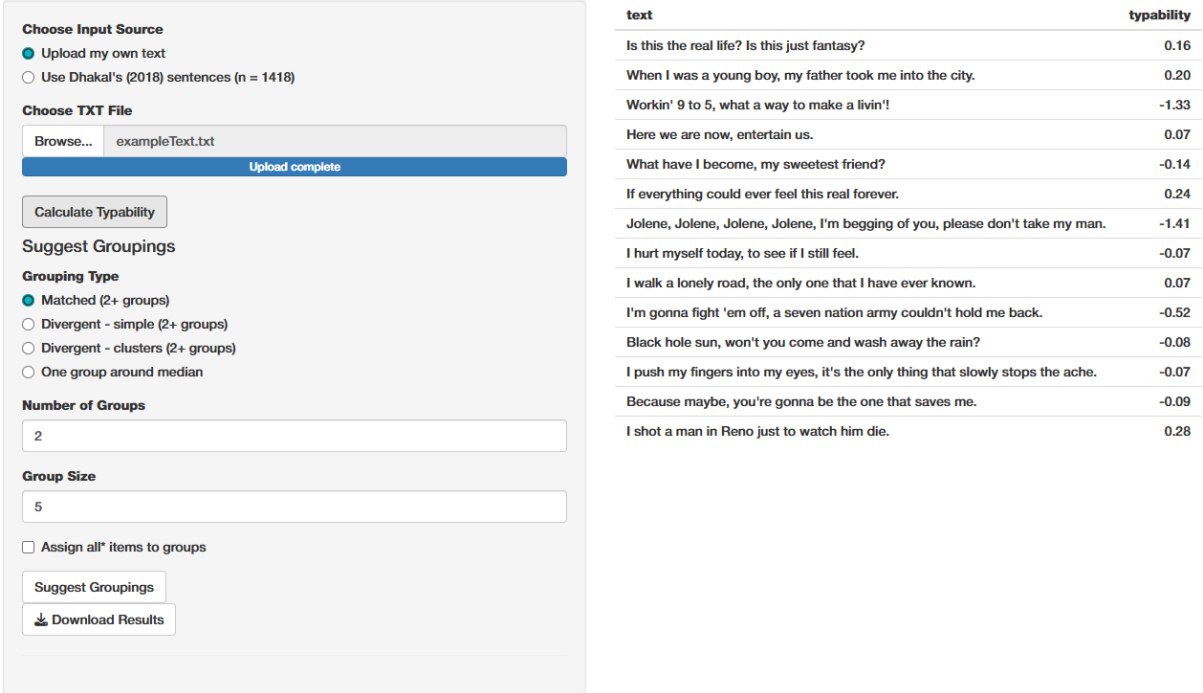 Choose Input Source
Upload my own text
Use Dhakal's (2018) sentences (n = 1418)
Choose TXT File
Browse... exampleText.txt
Upload complete
Calculate Typability
Suggest Groupings
Grouping Type
Matched (2+ groups)
Divergent - simple (2+ groups)
Divergent - clusters (2+ groups)
One group around median
Number of Groups
2
Group Size
5
Assign all* items to groups
Suggest Groupings
Download Results
text typability
Is this the real life? Is this just fantasy? 0.16
When I was a young boy, my father took me into the city. 0.20
Workin' 9 to 5, what a way to make a livin'! -1.33
Here we are now, entertain us. 0.07
What have I become, my sweetest friend? -0.14
If everything could ever feel this real forever. 0.24
Jolene, Jolene, Jolene, Jolene, I'm begging of you, please don't take my man. -1.41
I hurt myself today, to see if I still feel. -0.07
I walk a lonely road, the only one that I have ever known. 0.07
I'm gonna fight 'em off, a seven nation army couldn't hold me back. -0.52
Black hole sun, won't you come and wash away the rain? -0.08
I push my fingers into my eyes, it's the only thing that slowly stops the ache. -0.07
Because maybe, you're gonna be the one that saves me. -0.09
I shot a man in Reno just to watch him die. 0.28